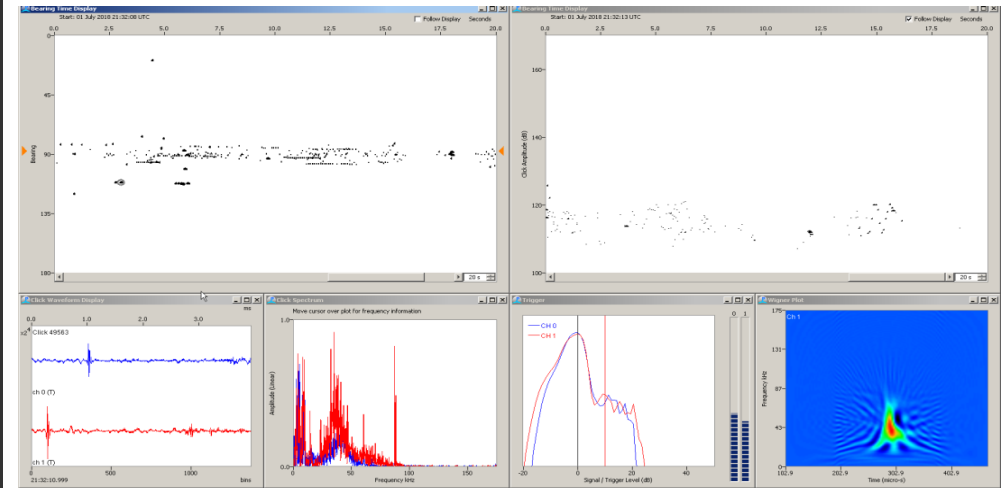 Bearing Time Display
Start: 01 July 2018 21:32:08 UTC
Follow Display Seconds
0.0 2.5 5.0 7.5 10.0 12.5 15.0 17.5 20.0
0
45
90
135
180
Bearing
20 s
Bearing Time Display
Start: 01 July 2018 21:32:13 UTC
Follow Display Seconds
0.0 2.5 5.0 7.5 10.0 12.5 15.0 17.5 20.0
160
140
120
100
Click Amplitude (dB)
20 s
Click Waveform Display
ms
0.0 1.0 2.0 3.0
Click 49563
ch 0 (T)
ch 1 (T)
0 500 1000
21:32:10.999 bins
Click Spectrum
Move cursor over plot for frequency information
1.0
0.0
Amplitude (Linear)
0 50 100 150
Frequency kHz
Trigger
CH 0
CH 1
0 1
-20 0 20 40
Signal / Trigger Level (dB)
Wigner Plot
Ch 1
175
131
87
43
0
Frequency kHz
102.9 202.9 302.9 402.9
Time (micro-s)